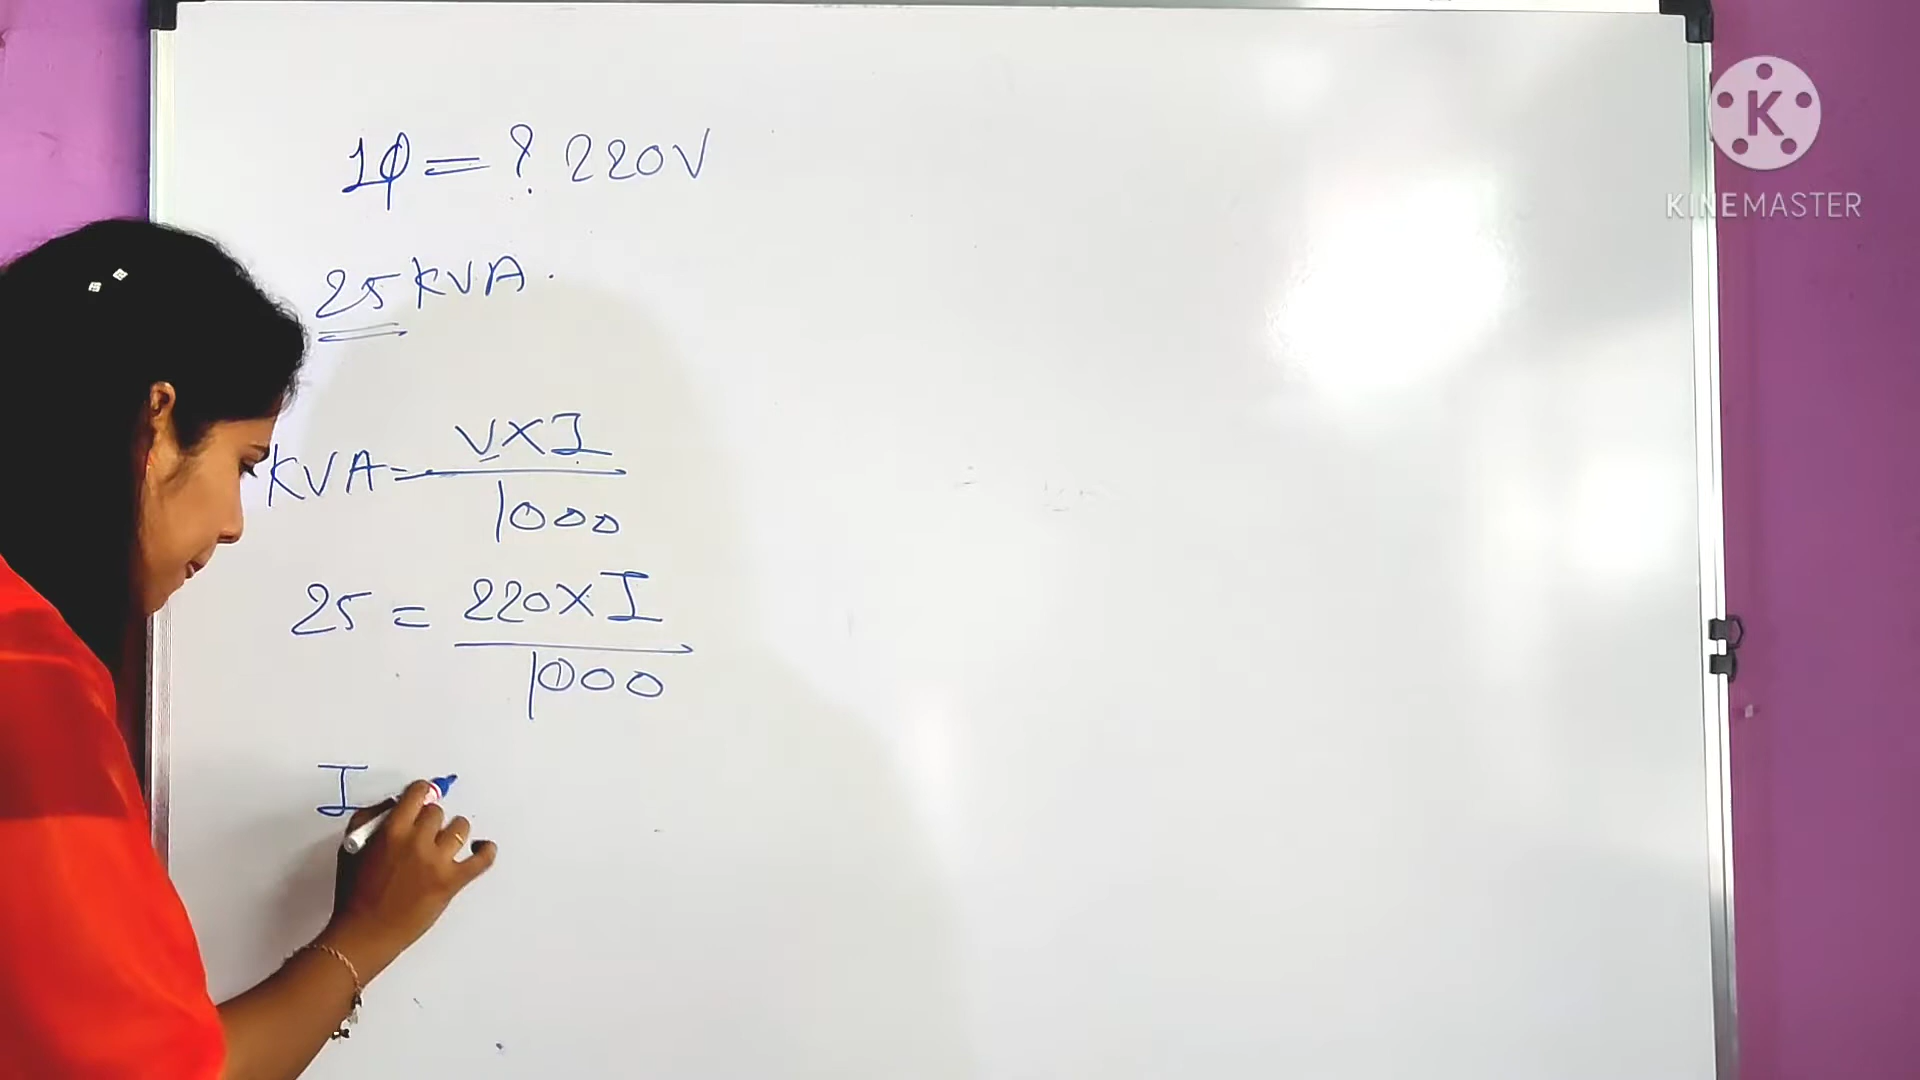 1φ = ? 220V
25 KVA.
KVA = V×I
1000
25 = 220×I
1000
I
K
KINEMASTER